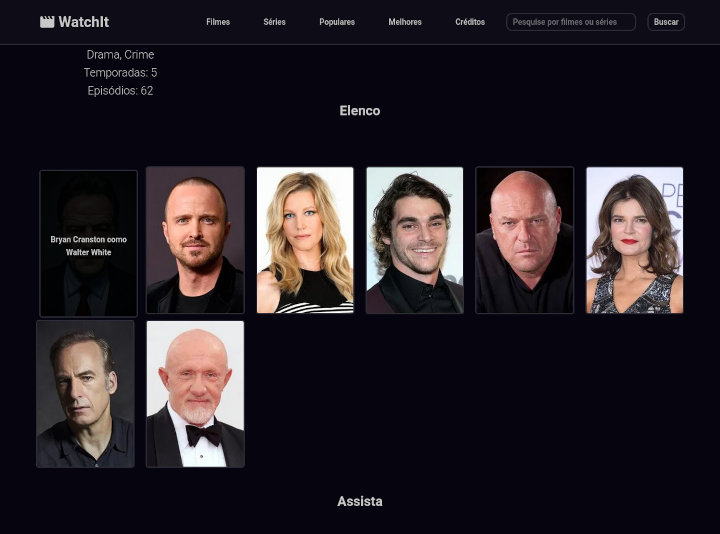 WatchIt
Filmes
Séries
Populares
Melhores
Créditos
Pesquise por filmes ou séries
Buscar
Drama, Crime
Temporadas: 5
Episódios: 62
Elenco
Bryan Cranston como
Walter White
Assista